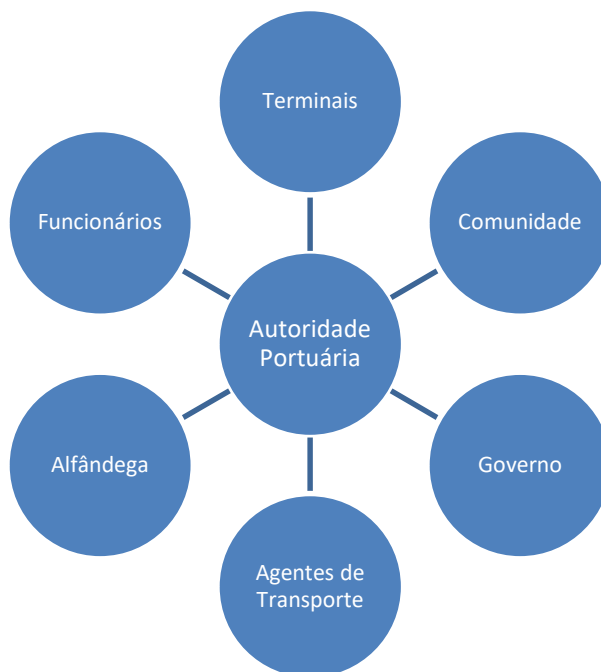 Terminais
Funcionários
Comunidade
Autoridade
Portuária
Alfândega
Governo
Agentes de
Transporte